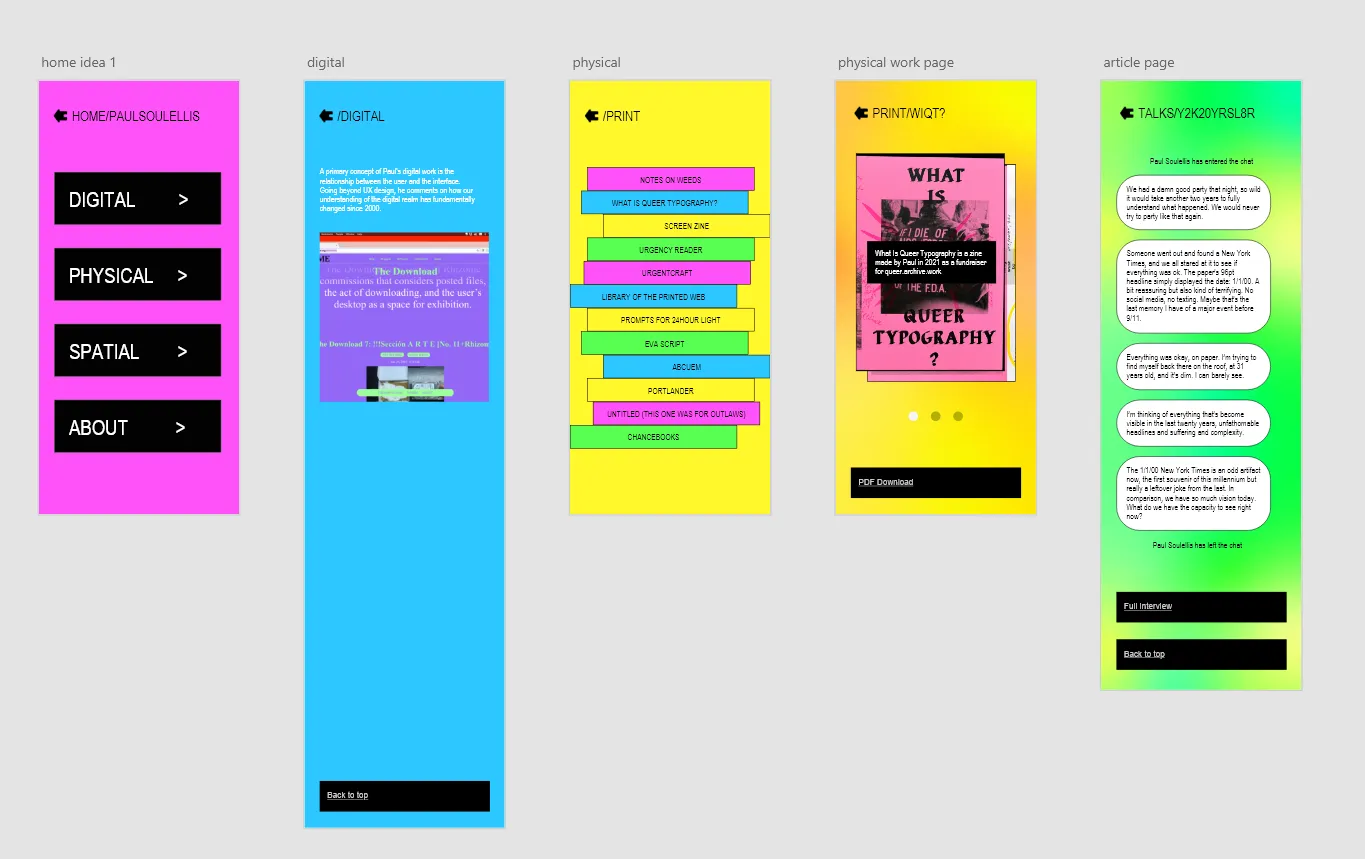 home idea 1
HOME/PAULSOULELLIS
DIGITAL >
PHYSICAL >
SPATIAL >
ABOUT >
digital
/DIGITAL
A primary concept of Paul's digital work is the
relationship between the user and the interface.
Going beyond UX design, he comments on how our
understanding of the digital realm has fundamentally
changed since 2000.
The Download
commissions that considers posted files,
the act of downloading, and the user's
desktop as a space for exhibition.
he Download 7: !!!Sección A R T E [No. 11+Rhizom
Back to top
physical
/PRINT
NOTES ON WEEDS
WHAT IS QUEER TYPOGRAPHY?
SCREEN ZINE
URGENCY READER
URGENTCRAFT
LIBRARY OF THE PRINTED WEB
PROMPTS FOR 24HOUR LIGHT
EVA SCRIPT
ABCUEM
PORTLANDER
UNTITLED (THIS ONE WAS FOR OUTLAWS)
CHANCEBOOKS
physical work page
PRINT/WIQT?
WHAT
IS
IF I DIE OF
What Is Queer Typography is a zine
made by Paul in 2021 as a fundraiser
for queer.archive.work
OF THE F.D.A.
QUEER
TYPOGRAPHY
?
PDF Download
article page
TALKS/Y2K20YRSL8R
Paul Soulellis has entered the chat
We had a damn good party that night, so wild
it would take another two years to fully
understand what happened. We would never
try to party like that again.
Someone went out and found a New York
Times, and we all stared at it to see if
everything was ok. The paper's 96pt
headline simply displayed the date: 1/1/00. A
bit reassuring but also kind of terrifying. No
social media, no texting. Maybe that's the
last memory I have of a major event before
9/11.
Everything was okay, on paper. I'm trying to
find myself back there on the roof, at 31
years old, and it's dim. I can barely see.
I'm thinking of everything that's become
visible in the last twenty years, unfathomable
headlines and suffering and complexity.
The 1/1/00 New York Times is an odd artifact
now, the first souvenir of this millennium but
really a leftover joke from the last. In
comparison, we have so much vision today.
What do we have the capacity to see right
now?
Paul Soulellis has left the chat
Full Interview
Back to top